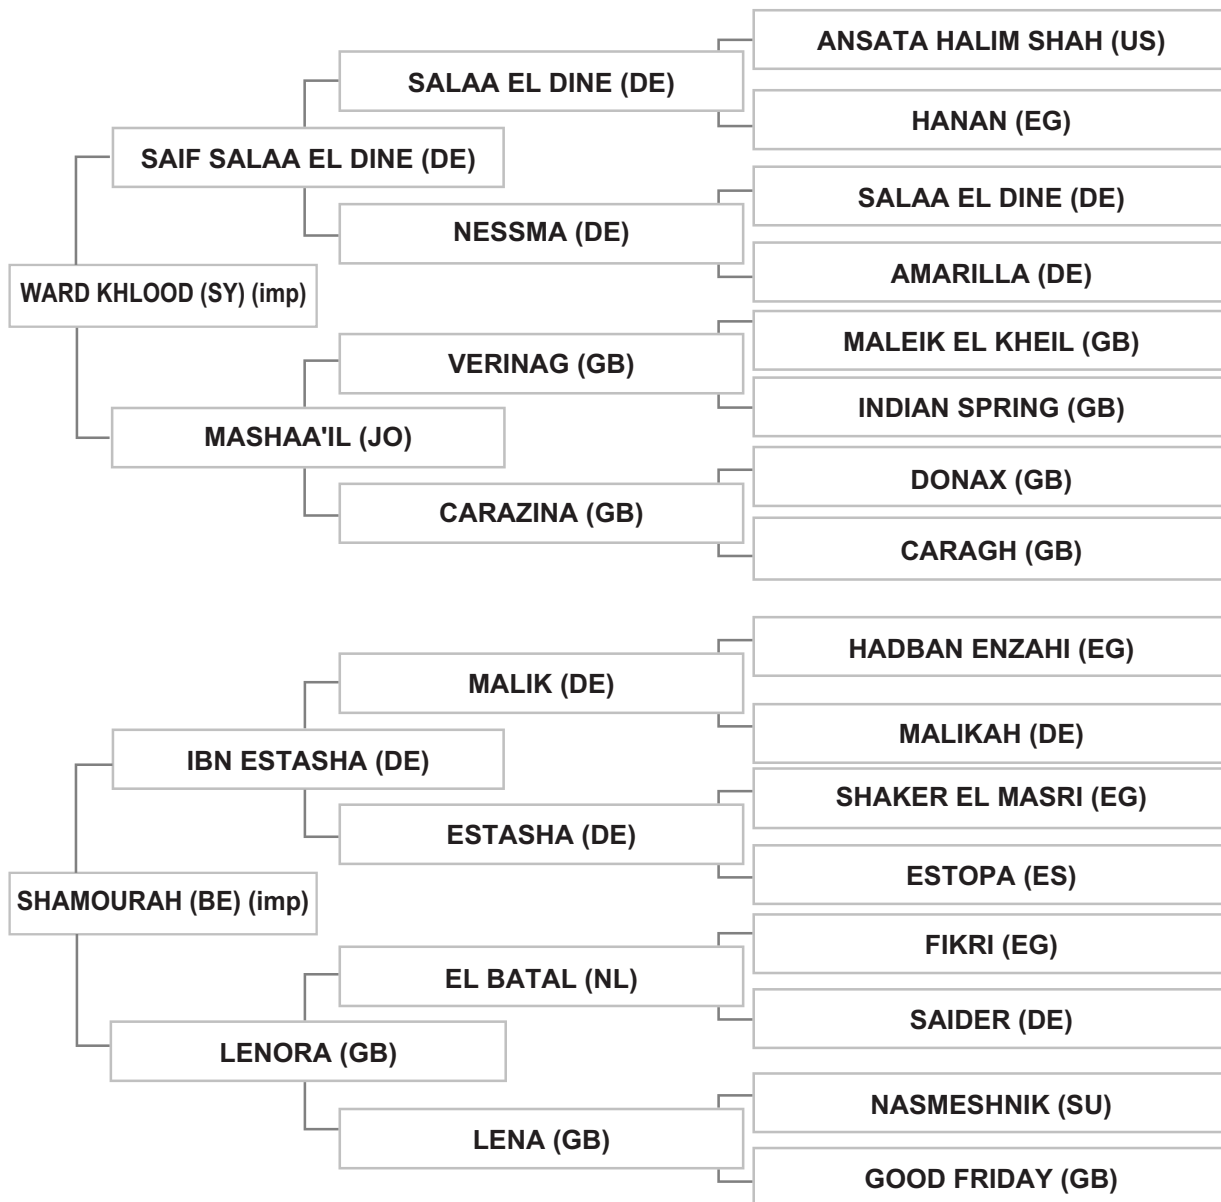 ANSATA HALIM SHAH (US)
SALAA EL DINE (DE)
HANAN (EG)
SAIF SALAA EL DINE (DE)
SALAA EL DINE (DE)
NESSMA (DE)
AMARILLA (DE)
WARD KHLOOD (SY) (imp)
MALEIK EL KHEIL (GB)
VERINAG (GB)
INDIAN SPRING (GB)
MASHAA'IL (JO)
DONAX (GB)
CARAZINA (GB)
CARAGH (GB)
HADBAN ENZAHI (EG)
MALIK (DE)
MALIKAH (DE)
IBN ESTASHA (DE)
SHAKER EL MASRI (EG)
ESTASHA (DE)
ESTOPA (ES)
SHAMOURAH (BE) (imp)
FIKRI (EG)
EL BATAL (NL)
SAIDER (DE)
LENORA (GB)
NASMESHNIK (SU)
LENA (GB)
GOOD FRIDAY (GB)